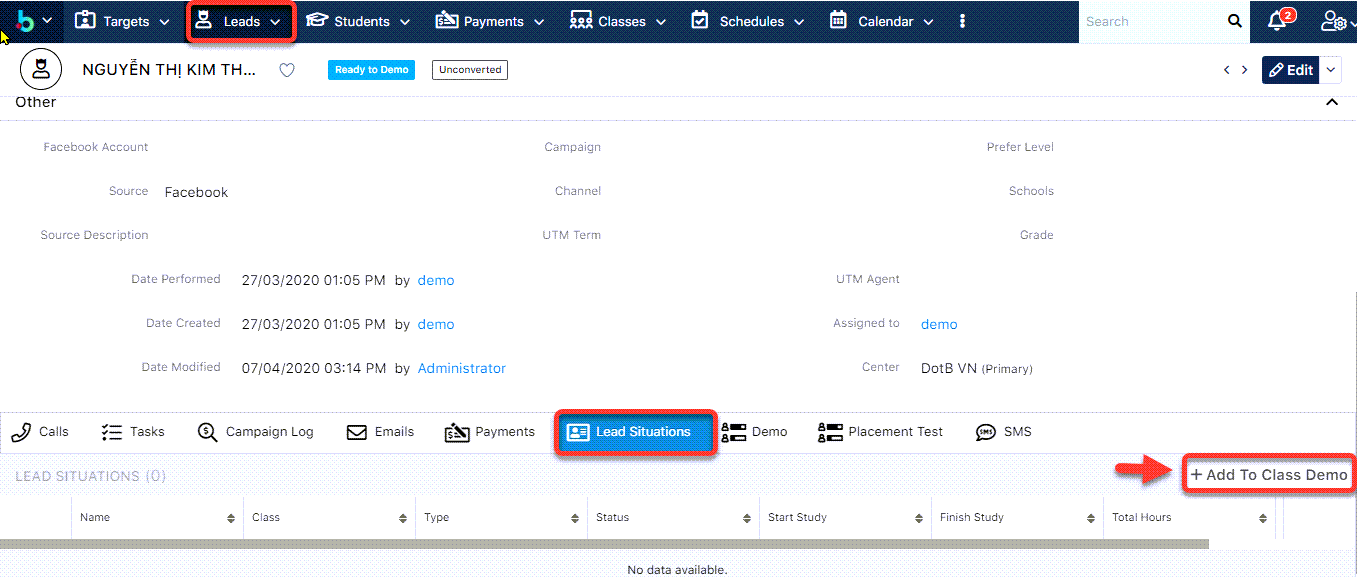 Targets Leads Students Payments Classes Schedules Calendar Search 2
NGUYỄN THỊ KIM TH... Ready to Demo Unconverted Edit
Other
Facebook Account Campaign Prefer Level
Source Facebook Channel Schools
Source Description UTM Term Grade
Date Performed 27/03/2020 01:05 PM by demo UTM Agent
Date Created 27/03/2020 01:05 PM by demo Assigned to demo
Date Modified 07/04/2020 03:14 PM by Administrator Center DotB VN (Primary)
Calls Tasks Campaign Log Emails Payments Lead Situations Demo Placement Test SMS SMS
LEAD SITUATIONS (0) + Add To Class Demo
Name Class Type Status Start Study Finish Study Total Hours
No data available.